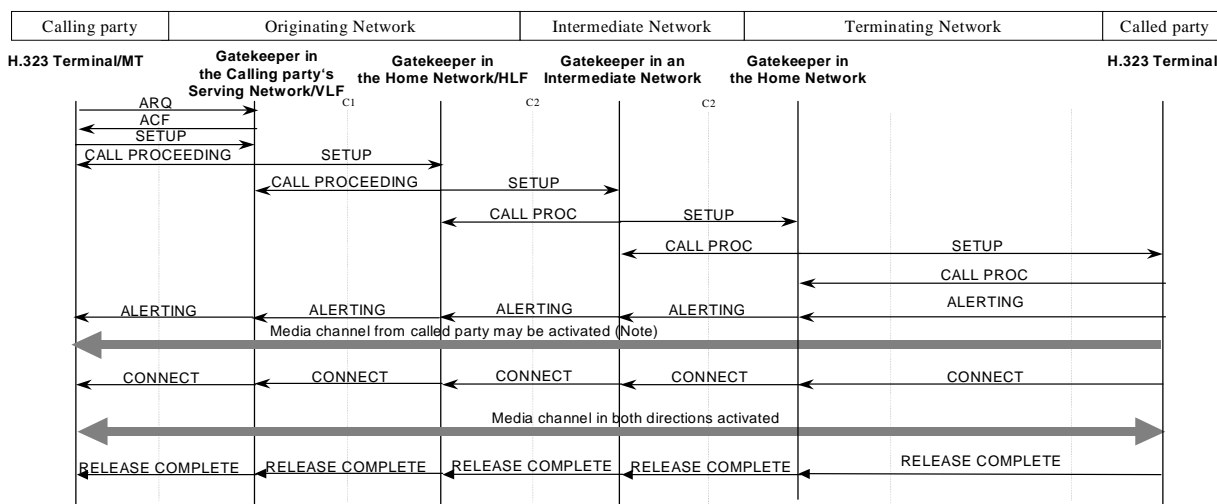 Calling party
Originating Network
Intermediate Network
Terminating Network
Called party
H.323 Terminal/MT
Gatekeeper in
the Calling party's
Serving Network/VLF
Gatekeeper in
the Home Network/HLF
Gatekeeper in an
Intermediate Network
Gatekeeper in
the Home Network
H.323 Terminal
C1
C2
C2
ARQ
ACF
SETUP
CALL PROCEEDING
SETUP
CALL PROCEEDING
SETUP
CALL PROC
SETUP
CALL PROC
SETUP
CALL PROC
ALERTING
ALERTING
ALERTING
ALERTING
ALERTING
Media channel from called party may be activated (Note)
CONNECT
CONNECT
CONNECT
CONNECT
CONNECT
Media channel in both directions activated
RELEASE COMPLETE
RELEASE COMPLETE
RELEASE COMPLETE
RELEASE COMPLETE
RELEASE COMPLETE